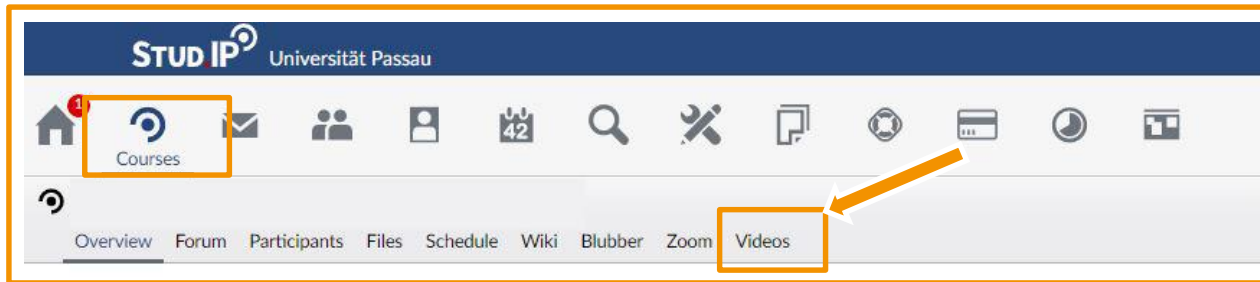 STUD.IP Universität Passau
1
42
Courses
Overview Forum Participants Files Schedule Wiki Blubber Zoom Videos